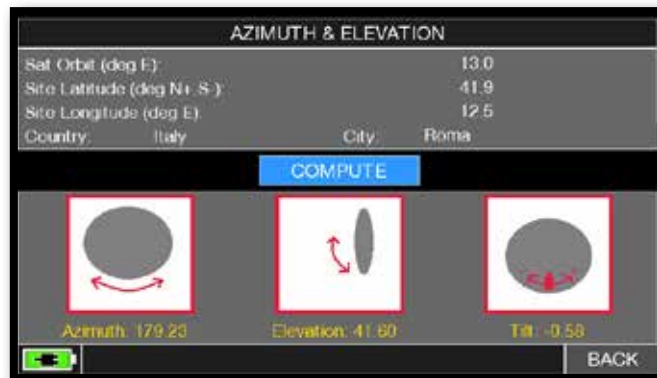 AZIMUTH & ELEVATION
Sat Orbit (deg E): 13.0
Site Latitude (deg N+,S-): 41.9
Site Longitude (deg E): 12.5
Country: Italy City: Roma
COMPUTE
Azimuth: 179.23 Elevation: 41.60 Tilt: -0.58
BACK